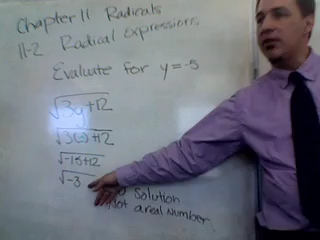 Chapter 11 Radicals
11-2 Radical Expressions
Evaluate for y=-5
√3y+12
√3(-5)+12
√-15+12
√-3
Solution
Not a real Number